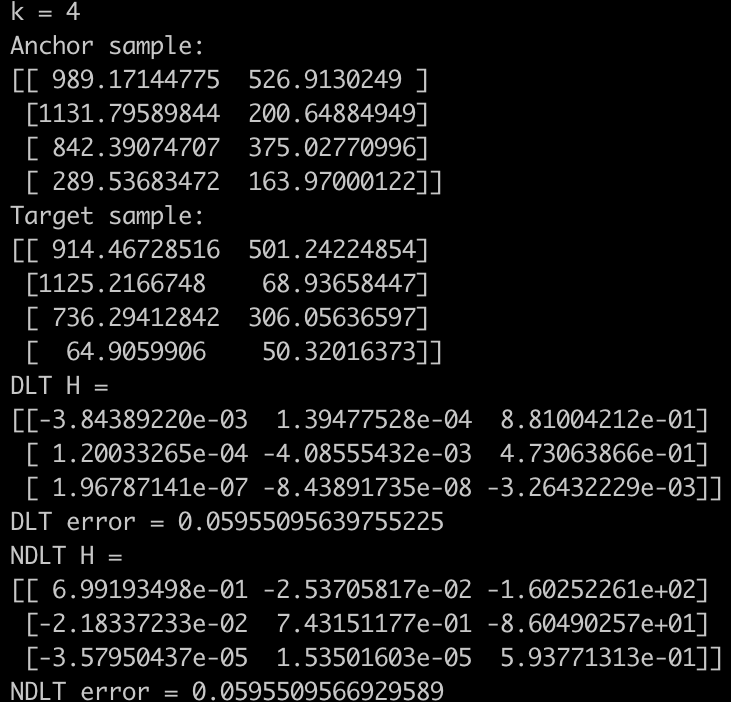 k = 4
Anchor sample:
[[ 989.17144775  526.9130249 ]
 [1131.79589844  200.64884949]
 [ 842.39074707  375.02770996]
 [ 289.53683472  163.97000122]]
Target sample:
[[ 914.46728516  501.24224854]
 [1125.2166748    68.93658447]
 [ 736.29412842  306.05636597]
 [  64.9059906    50.32016373]]
DLT H =
[[-3.84389220e-03  1.39477528e-04  8.81004212e-01]
 [ 1.20033265e-04 -4.08555432e-03  4.73063866e-01]
 [ 1.96787141e-07 -8.43891735e-08 -3.26432229e-03]]
DLT error = 0.05955095639755225
NDLT H =
[[ 6.99193498e-01 -2.53705817e-02 -1.60252261e+02]
 [-2.18337233e-02  7.43151177e-01 -8.60490257e+01]
 [-3.57950437e-05  1.53501603e-05  5.93771313e-01]]
NDLT error = 0.0595509566929589